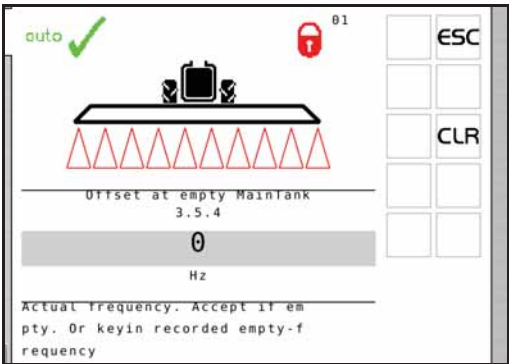 auto
01
ESC
CLR
Offset at empty MainTank
3.5.4
0
Hz
Actual frequency. Accept if em
pty. Or keyin recorded empty-f
requency